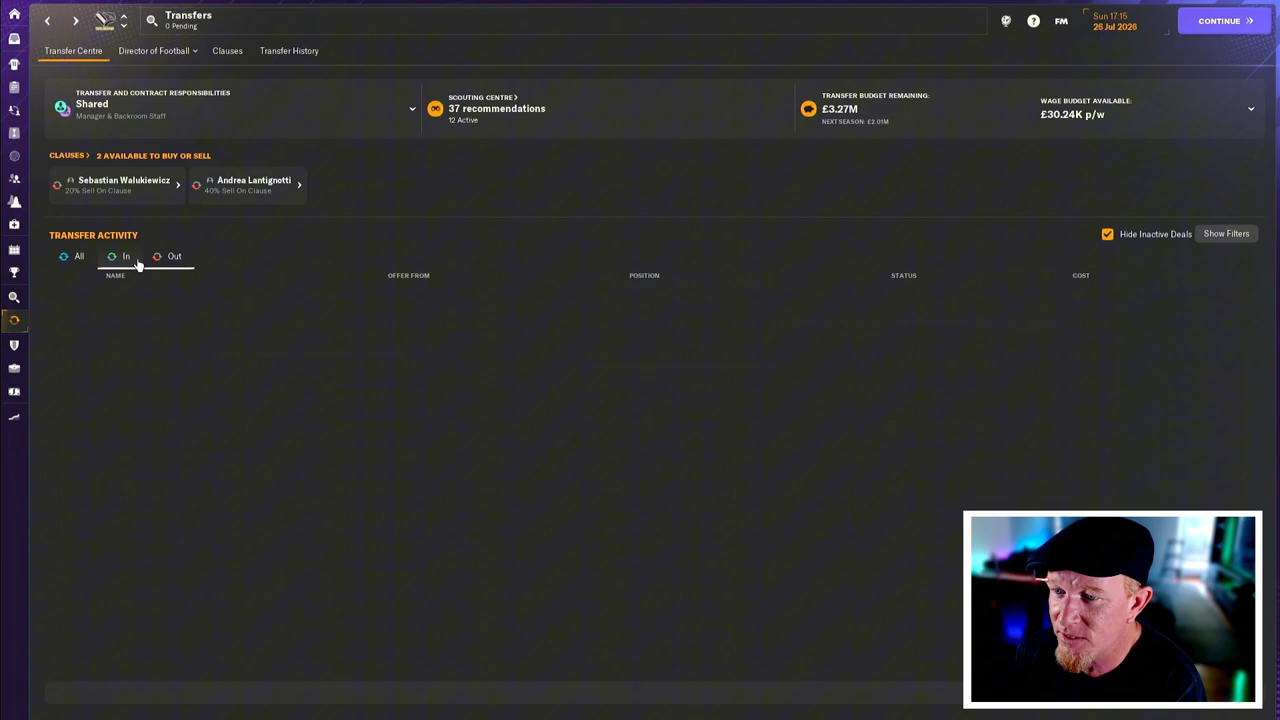 Transfers
0 Pending
FM
Sun 17:15
26 Jul 2026
CONTINUE
Transfer Centre
Director of Football
Clauses
Transfer History
TRANSFER AND CONTRACT RESPONSIBILITIES
Shared
Manager & Backroom Staff
SCOUTING CENTRE
37 recommendations
12 Active
TRANSFER BUDGET REMAINING:
£3.27M
NEXT SEASON: £2.01M
WAGE BUDGET AVAILABLE:
£30.24K p/w
CLAUSES 2 AVAILABLE TO BUY OR SELL
Sebastian Walukiewicz
20% Sell On Clause
Andrea Lantignotti
40% Sell On Clause
TRANSFER ACTIVITY
Hide Inactive Deals
Show Filters
All
In
Out
NAME
OFFER FROM
POSITION
STATUS
COST